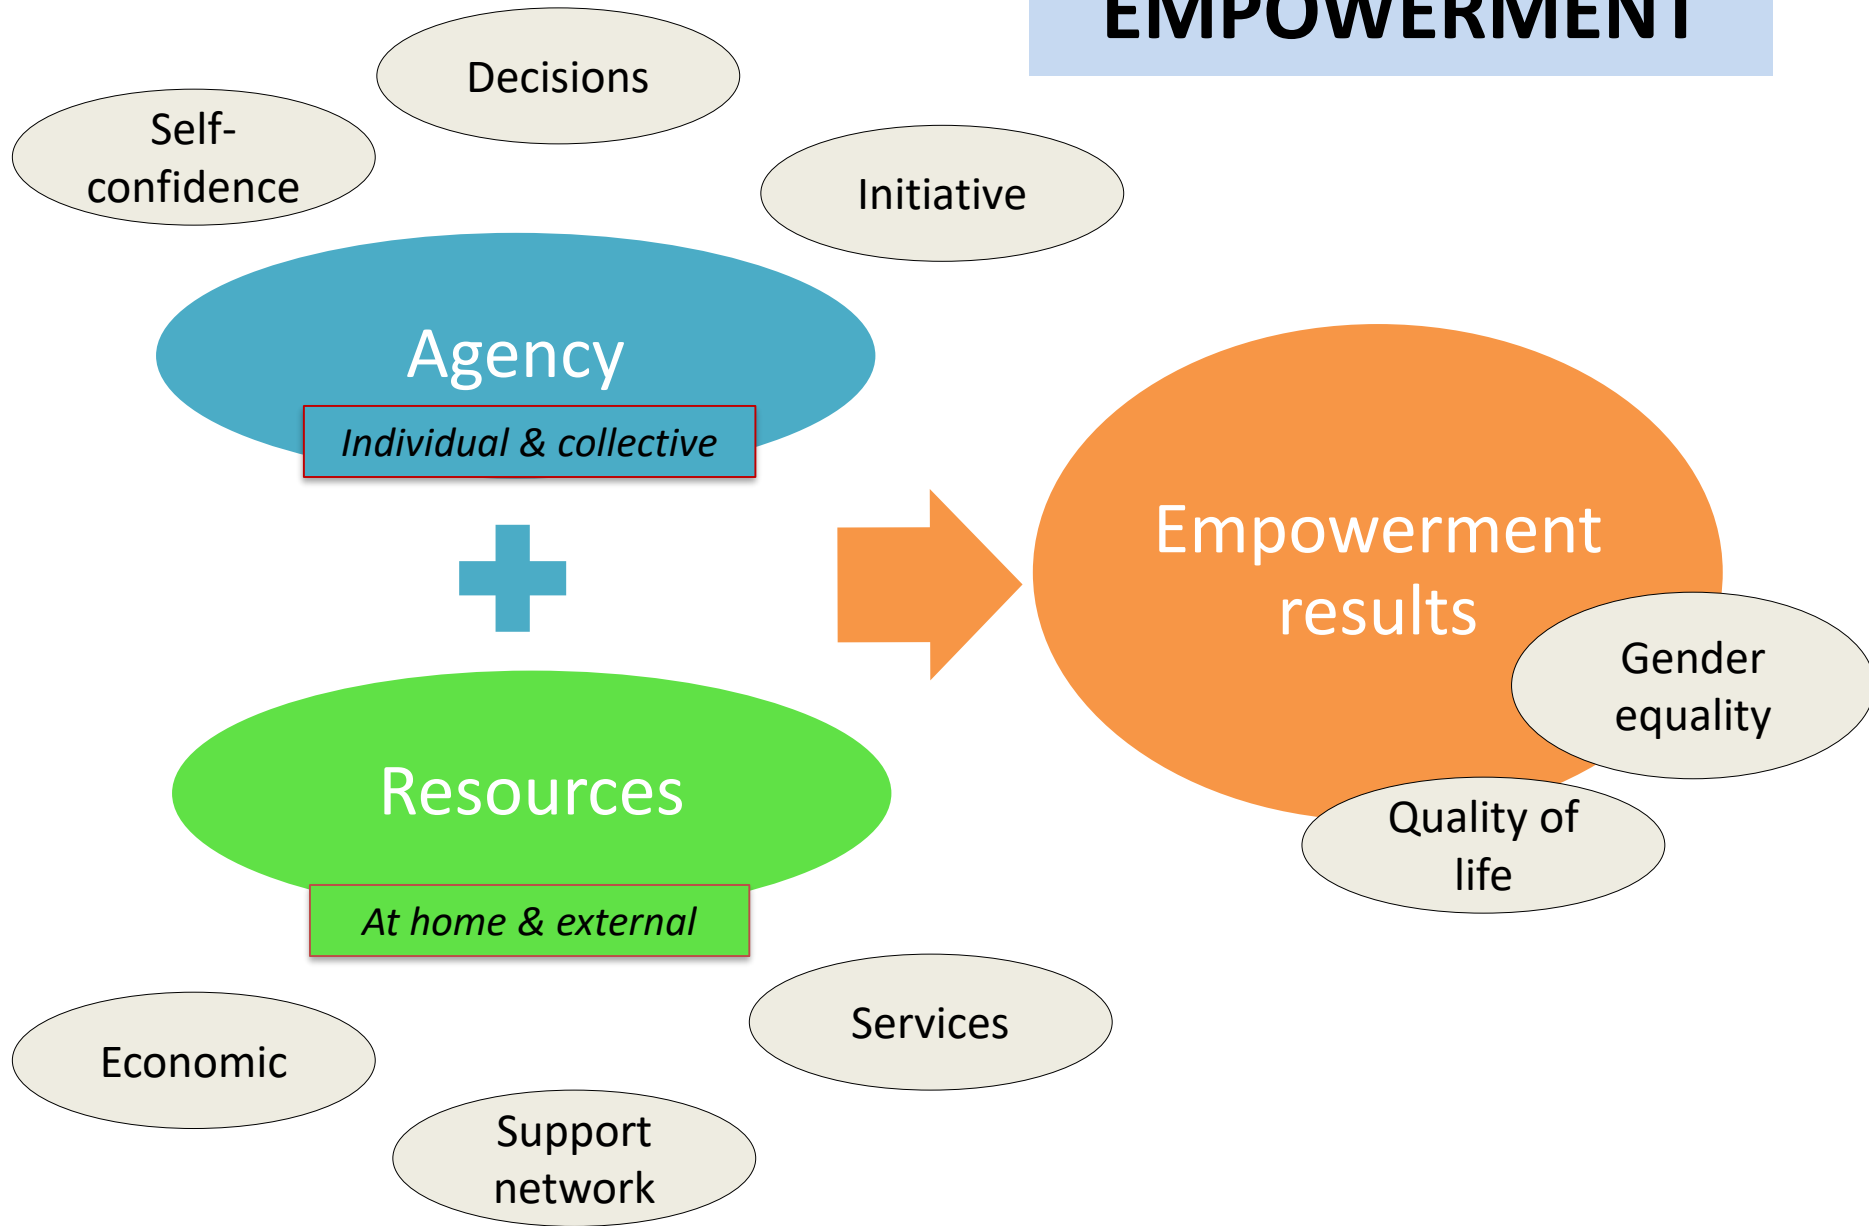 EMPOWERMENT
Decisions
Self-
confidence
Initiative
Agency
Individual & collective
Empowerment
results
Gender
equality
Quality of
life
Resources
At home & external
Services
Economic
Support
network